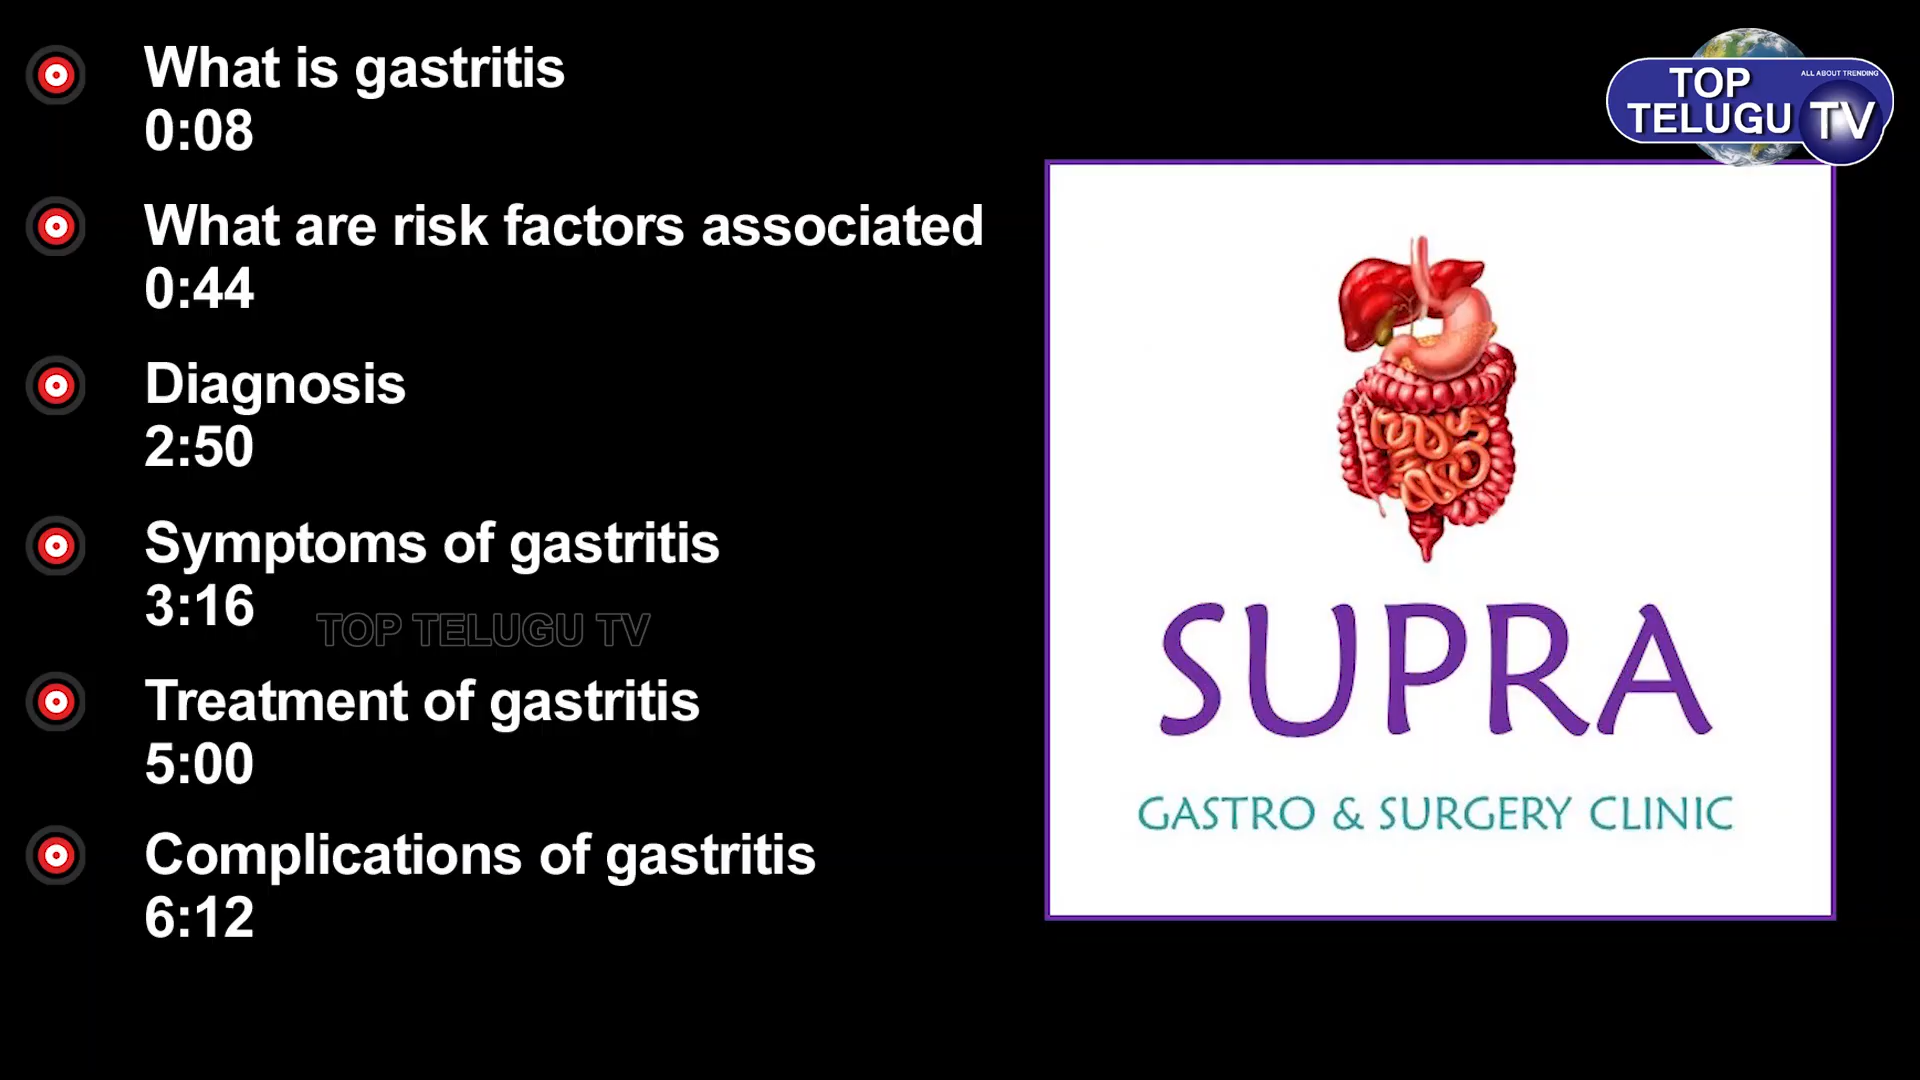 What is gastritis
0:08
What are risk factors associated
0:44
Diagnosis
2:50
Symptoms of gastritis
3:16
TOP TELUGU TV
Treatment of gastritis
5:00
Complications of gastritis
6:12
ALL ABOUT TRENDING
TOP
TELUGU TV
SUPRA
GASTRO & SURGERY CLINIC